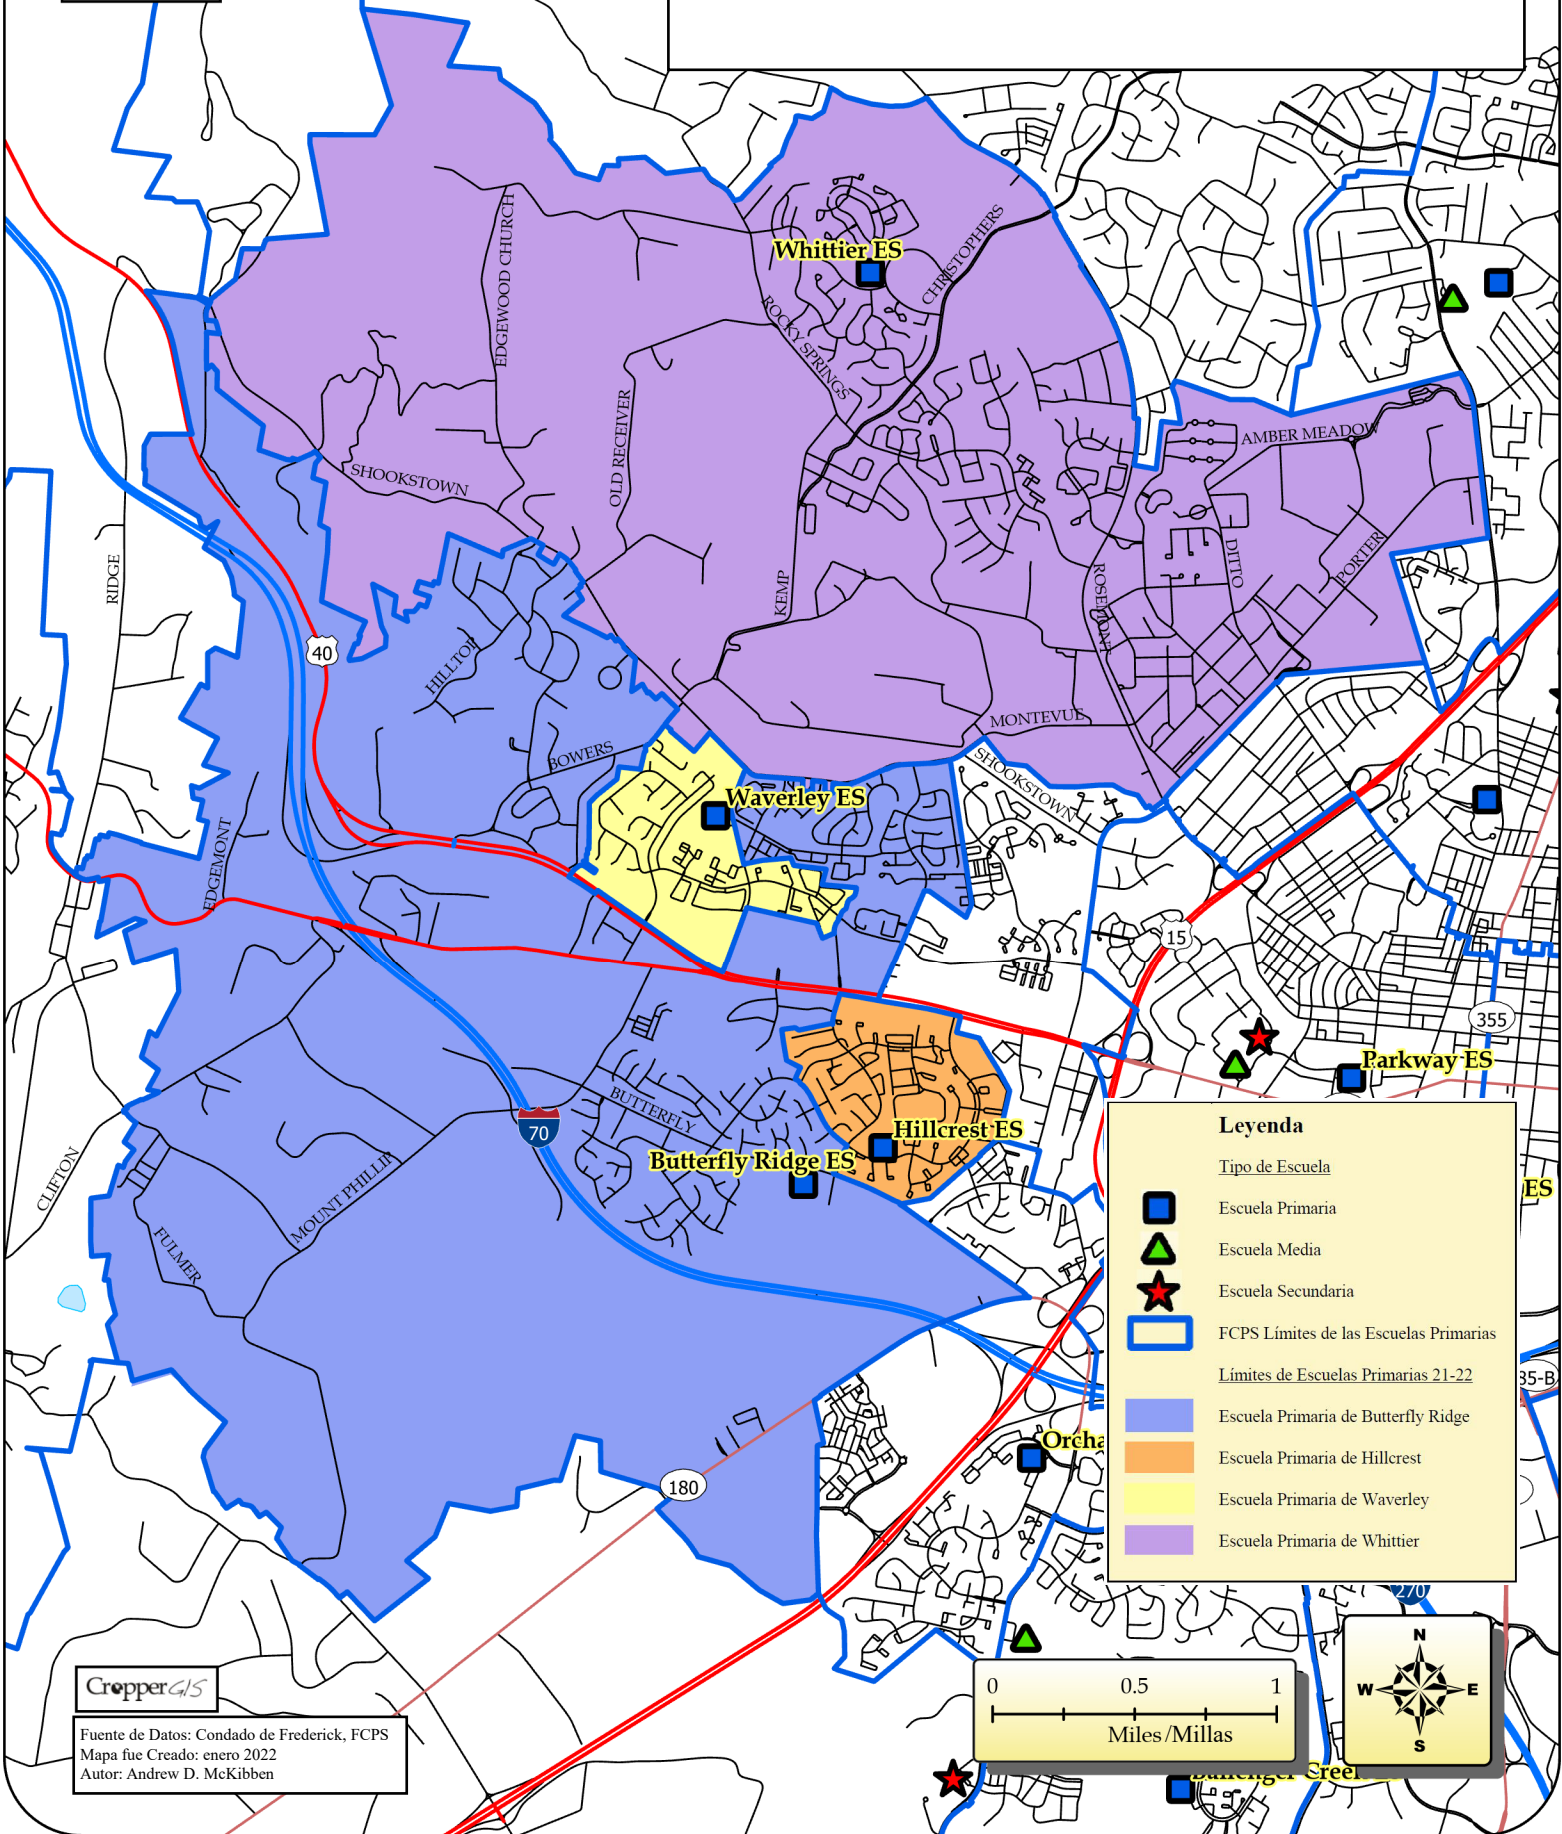 Whittier ES
CHRISTOPHERS
EDGEWOOD CHURCH
ROCKY SPRINGS
OLD RECEIVER
AMBER MEADOW
SHOOKSTOWN
RIDGE
KEMP
ROSEMONT
DITTO
PORTER
40
HILLTOP
MONTEVUE
BOWERS
SHOOKSTOWN
Waverley ES
EDGEMONT
15
355
Parkway ES
BUTTERFLY
70
Hillcrest ES
Butterfly Ridge ES
CLIFTON
MOUNT PHILLIP
FULMER
ES
85-B
Orcha
180
270
Leyenda
Tipo de Escuela
Escuela Primaria
Escuela Media
Escuela Secundaria
FCPS Límites de las Escuelas Primarias
Límites de Escuelas Primarias 21-22
Escuela Primaria de Butterfly Ridge
Escuela Primaria de Hillcrest
Escuela Primaria de Waverley
Escuela Primaria de Whittier
N
W E
S
0 0.5 1
Miles/Millas
CropperGIS
Fuente de Datos: Condado de Frederick, FCPS
Mapa fue Creado: enero 2022
Autor: Andrew D. McKibben